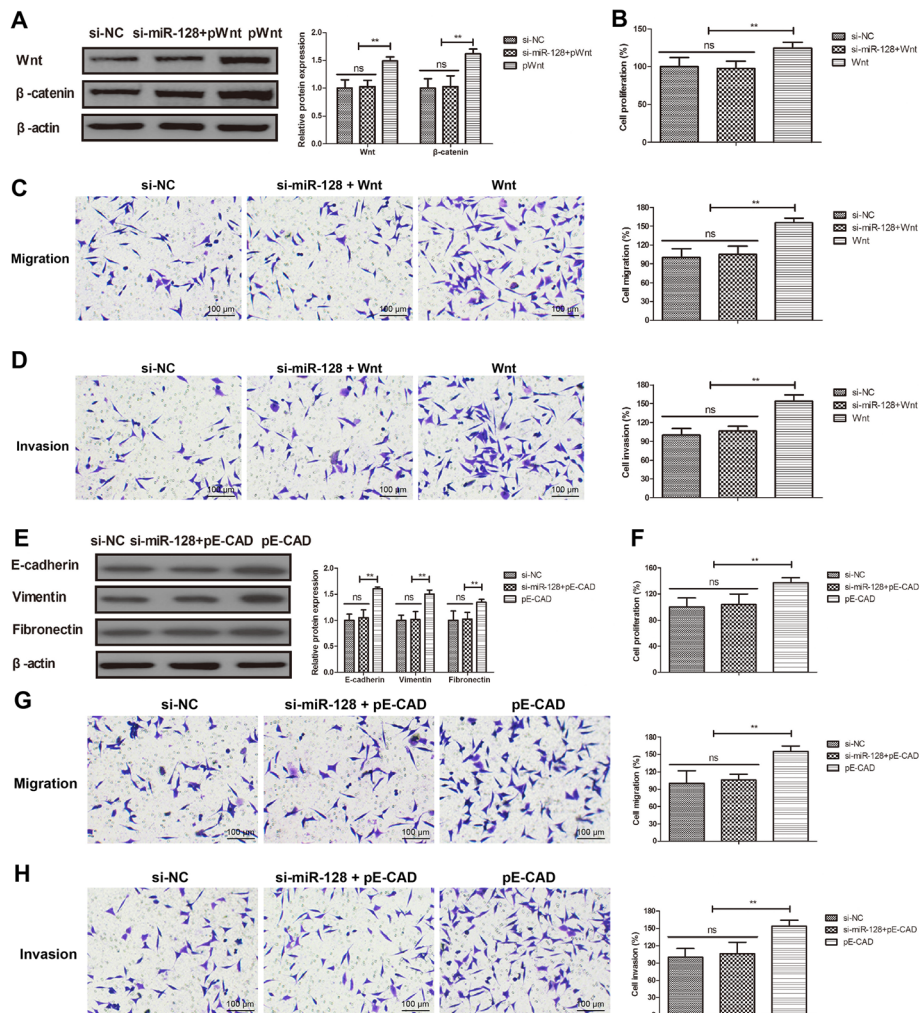 A
si-NC si-miR-128+pWnt pWnt
Wnt
β -catenin
β -actin
Relative protein expression
2.0
1.5
1.0
0.5
0.0
ns
**
ns
**
Wnt
β-catenin
si-NC
si-miR-128+pWnt
pWnt
B
Cell proliferation (%)
150
120
90
60
30
0
ns
**
si-NC
si-miR-128+Wnt
Wnt
C
si-NC
si-miR-128 + Wnt
Wnt
Migration
100 µm
100 µm
100 µm
Cell migration (%)
180
150
120
90
60
30
0
ns
**
si-NC
si-miR-128+Wnt
Wnt
D
si-NC
si-miR-128 + Wnt
Wnt
Invasion
100 µm
100 µm
100 µm
Cell invasion (%)
180
150
120
90
60
30
0
ns
**
si-NC
si-miR-128+Wnt
Wnt
E
si-NC si-miR-128+pE-CAD pE-CAD
E-cadherin
Vimentin
Fibronectin
β -actin
Relative protein expression
2.0
1.5
1.0
0.5
0.0
ns
**
ns
**
ns
**
E-cadherin
Vimentin
Fibronectin
si-NC
si-miR-128+pE-CAD
pE-CAD
F
Cell proliferation (%)
160
120
80
40
0
ns
**
si-NC
si-miR-128+pE-CAD
pE-CAD
G
si-NC
si-miR-128 + pE-CAD
pE-CAD
Migration
100 µm
100 µm
100 µm
Cell migration (%)
180
150
120
90
60
30
0
ns
**
si-NC
si-miR-128+pE-CAD
pE-CAD
H
si-NC
si-miR-128 + pE-CAD
pE-CAD
Invasion
100 µm
100 µm
100 µm
Cell invasion (%)
180
150
120
90
60
30
0
ns
**
si-NC
si-miR-128+pE-CAD
pE-CAD